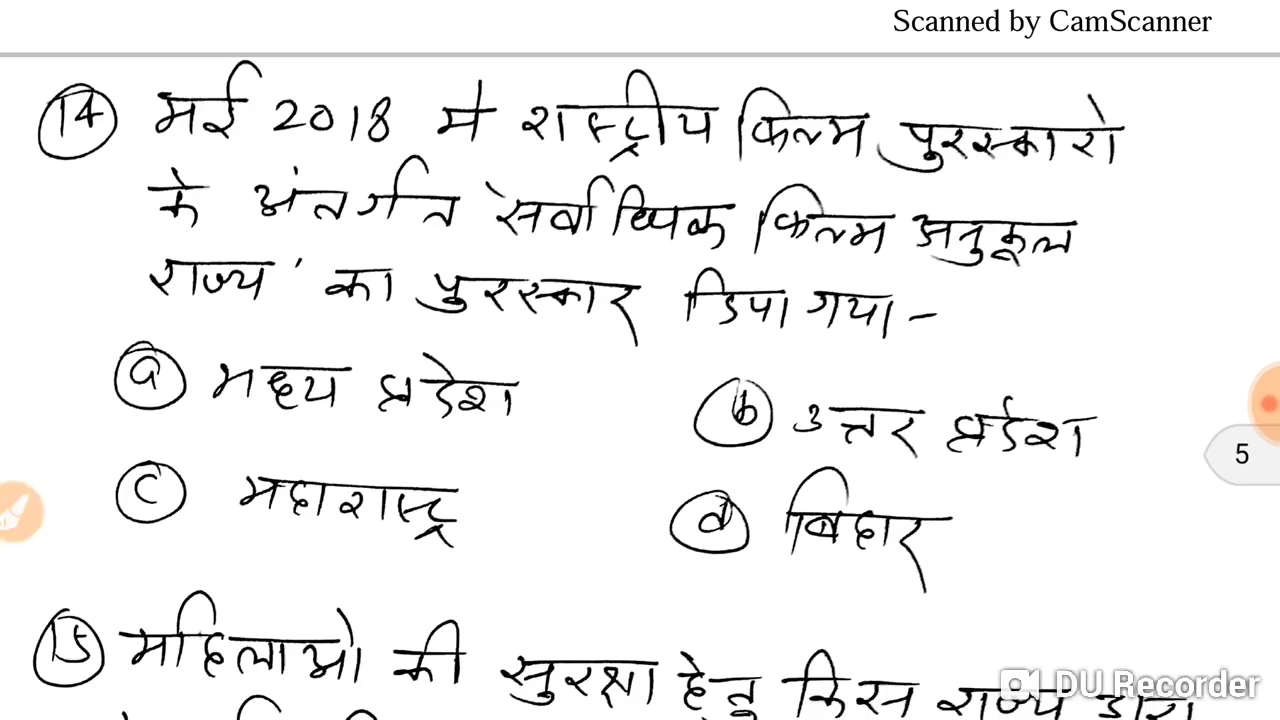 Scanned by CamScanner
14 मई 2018 मे राष्ट्रीय फिल्म पुरस्कारो
के अंतर्गत सर्वाधिक फिल्म अनुकूल
राज्य' का पुरस्कार दिया गया -
a मध्य प्रदेश
b उत्तर प्रदेश
c महाराष्ट्र
d बिहार
5
15 महिलाओ की सुरक्षा हेतु किस राज्य द्वारा
DU Recorder